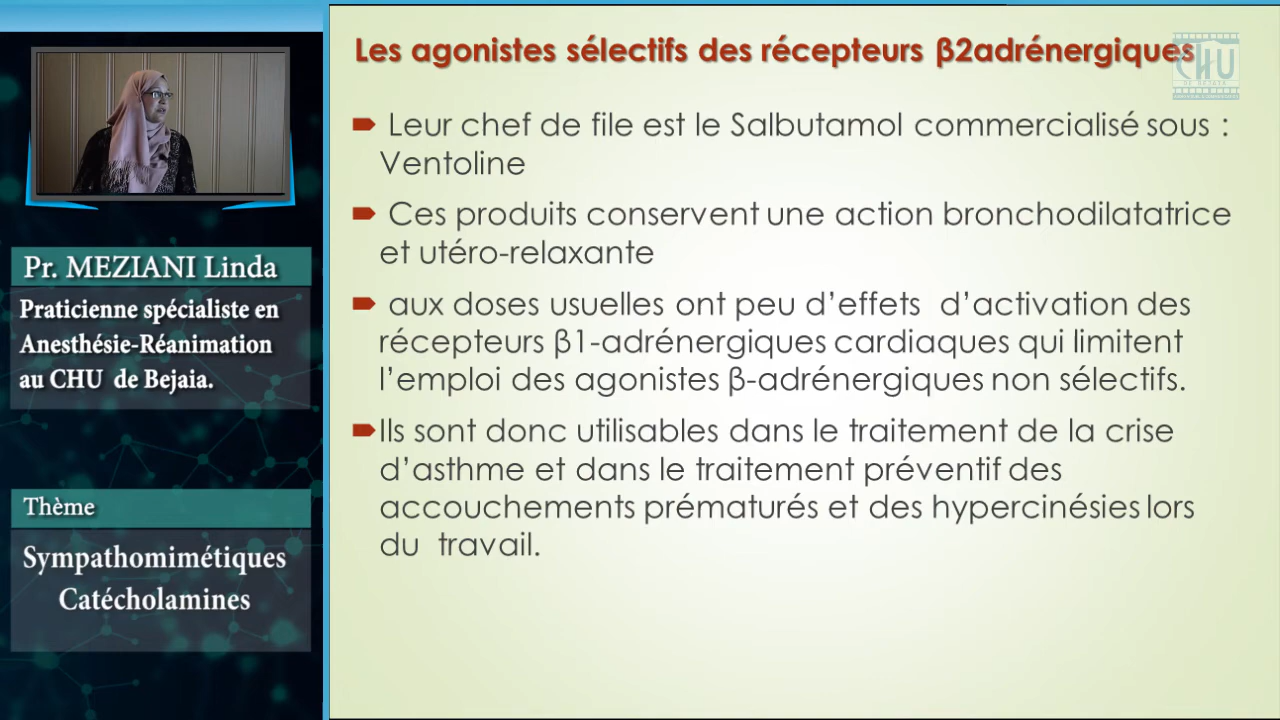 Pr. MEZIANI Linda
Praticienne spécialiste en
Anesthésie-Réanimation
au CHU de Bejaia.
Thème
Sympathomimétiques
Catécholamines
Les agonistes sélectifs des récepteurs β2adrénergiques
CHU
Leur chef de file est le Salbutamol commercialisé sous :
Ventoline
Ces produits conservent une action bronchodilatatrice
et utéro-relaxante
aux doses usuelles ont peu d’effets d’activation des
récepteurs β1-adrénergiques cardiaques qui limitent
l’emploi des agonistes β-adrénergiques non sélectifs.
Ils sont donc utilisables dans le traitement de la crise
d’asthme et dans le traitement préventif des
accouchements prématurés et des hypercinésies lors
du travail.